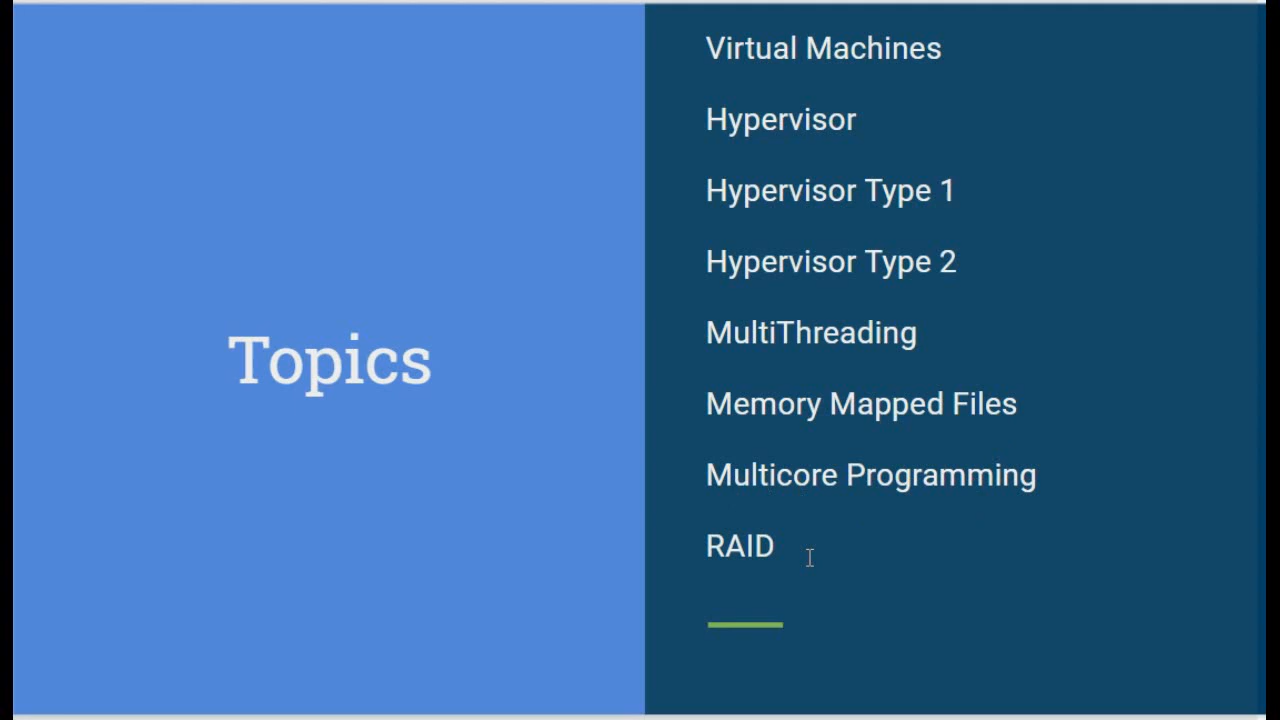 Topics
Virtual Machines
Hypervisor
Hypervisor Type 1
Hypervisor Type 2
MultiThreading
Memory Mapped Files
Multicore Programming
RAID